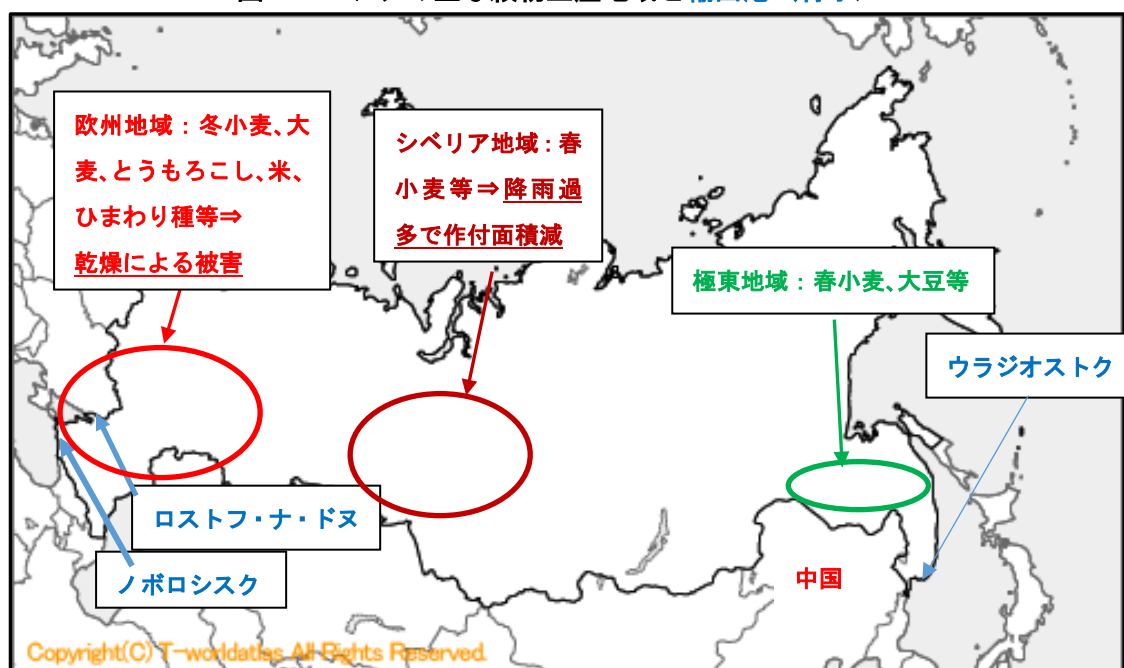 欧州地域：冬小麦、大
麦、とうもろこし、米、
ひまわり種等⇒
乾燥による被害
シベリア地域：春
小麦等⇒降雨過
多で作付面積減
極東地域：春小麦、大豆等
ウラジオストク
ロストフ・ナ・ドヌ
ノボロシスク
中国
Copyright(C) T-worldatlas All Rights Reserved.